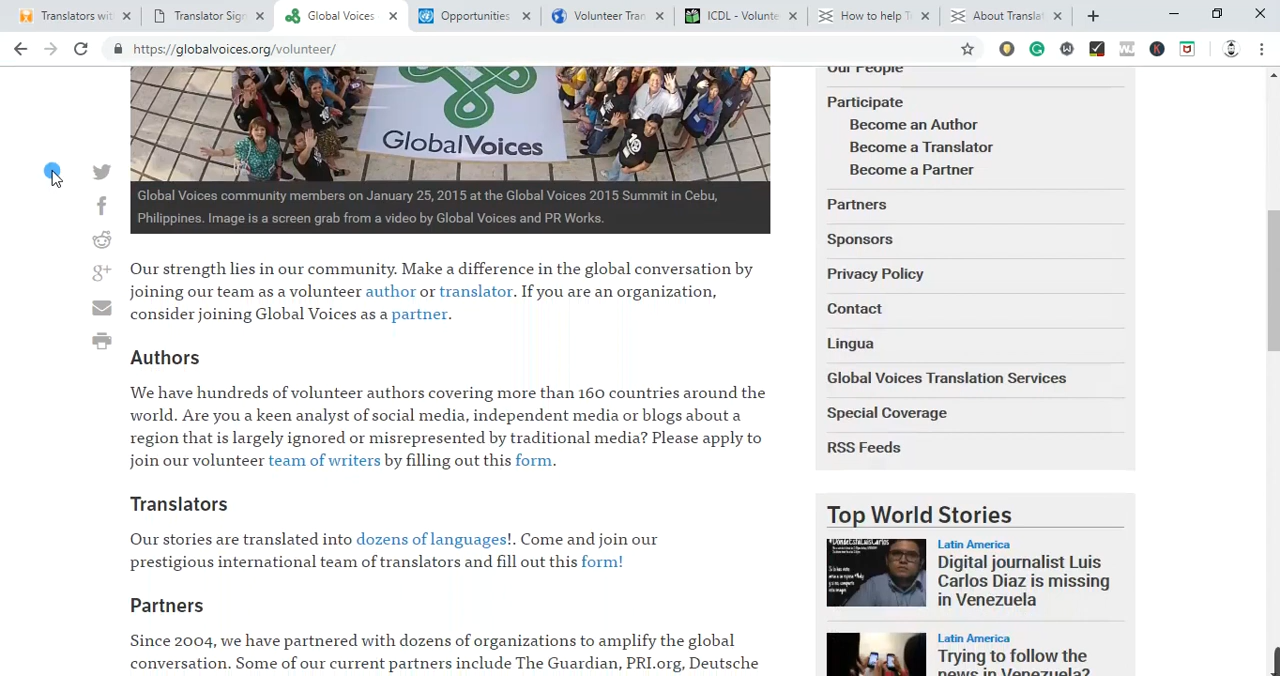 Translators with
Translator Sign
Global Voices
Opportunities
Volunteer Tran
ICDL - Volunte
How to help T
About Translat
https://globalvoices.org/volunteer/
GlobalVoices
Global Voices community members on January 25, 2015 at the Global Voices 2015 Summit in Cebu,
Philippines. Image is a screen grab from a video by Global Voices and PR Works.
Our strength lies in our community. Make a difference in the global conversation by
joining our team as a volunteer author or translator. If you are an organization,
consider joining Global Voices as a partner.
Authors
We have hundreds of volunteer authors covering more than 160 countries around the
world. Are you a keen analyst of social media, independent media or blogs about a
region that is largely ignored or misrepresented by traditional media? Please apply to
join our volunteer team of writers by filling out this form.
Translators
Our stories are translated into dozens of languages!. Come and join our
prestigious international team of translators and fill out this form!
Partners
Since 2004, we have partnered with dozens of organizations to amplify the global
conversation. Some of our current partners include The Guardian, PRI.org, Deutsche
Our People
Participate
Become an Author
Become a Translator
Become a Partner
Partners
Sponsors
Privacy Policy
Contact
Lingua
Global Voices Translation Services
Special Coverage
RSS Feeds
Top World Stories
Latin America
Digital journalist Luis
Carlos Diaz is missing
in Venezuela
Latin America
Trying to follow the
news in Venezuela?